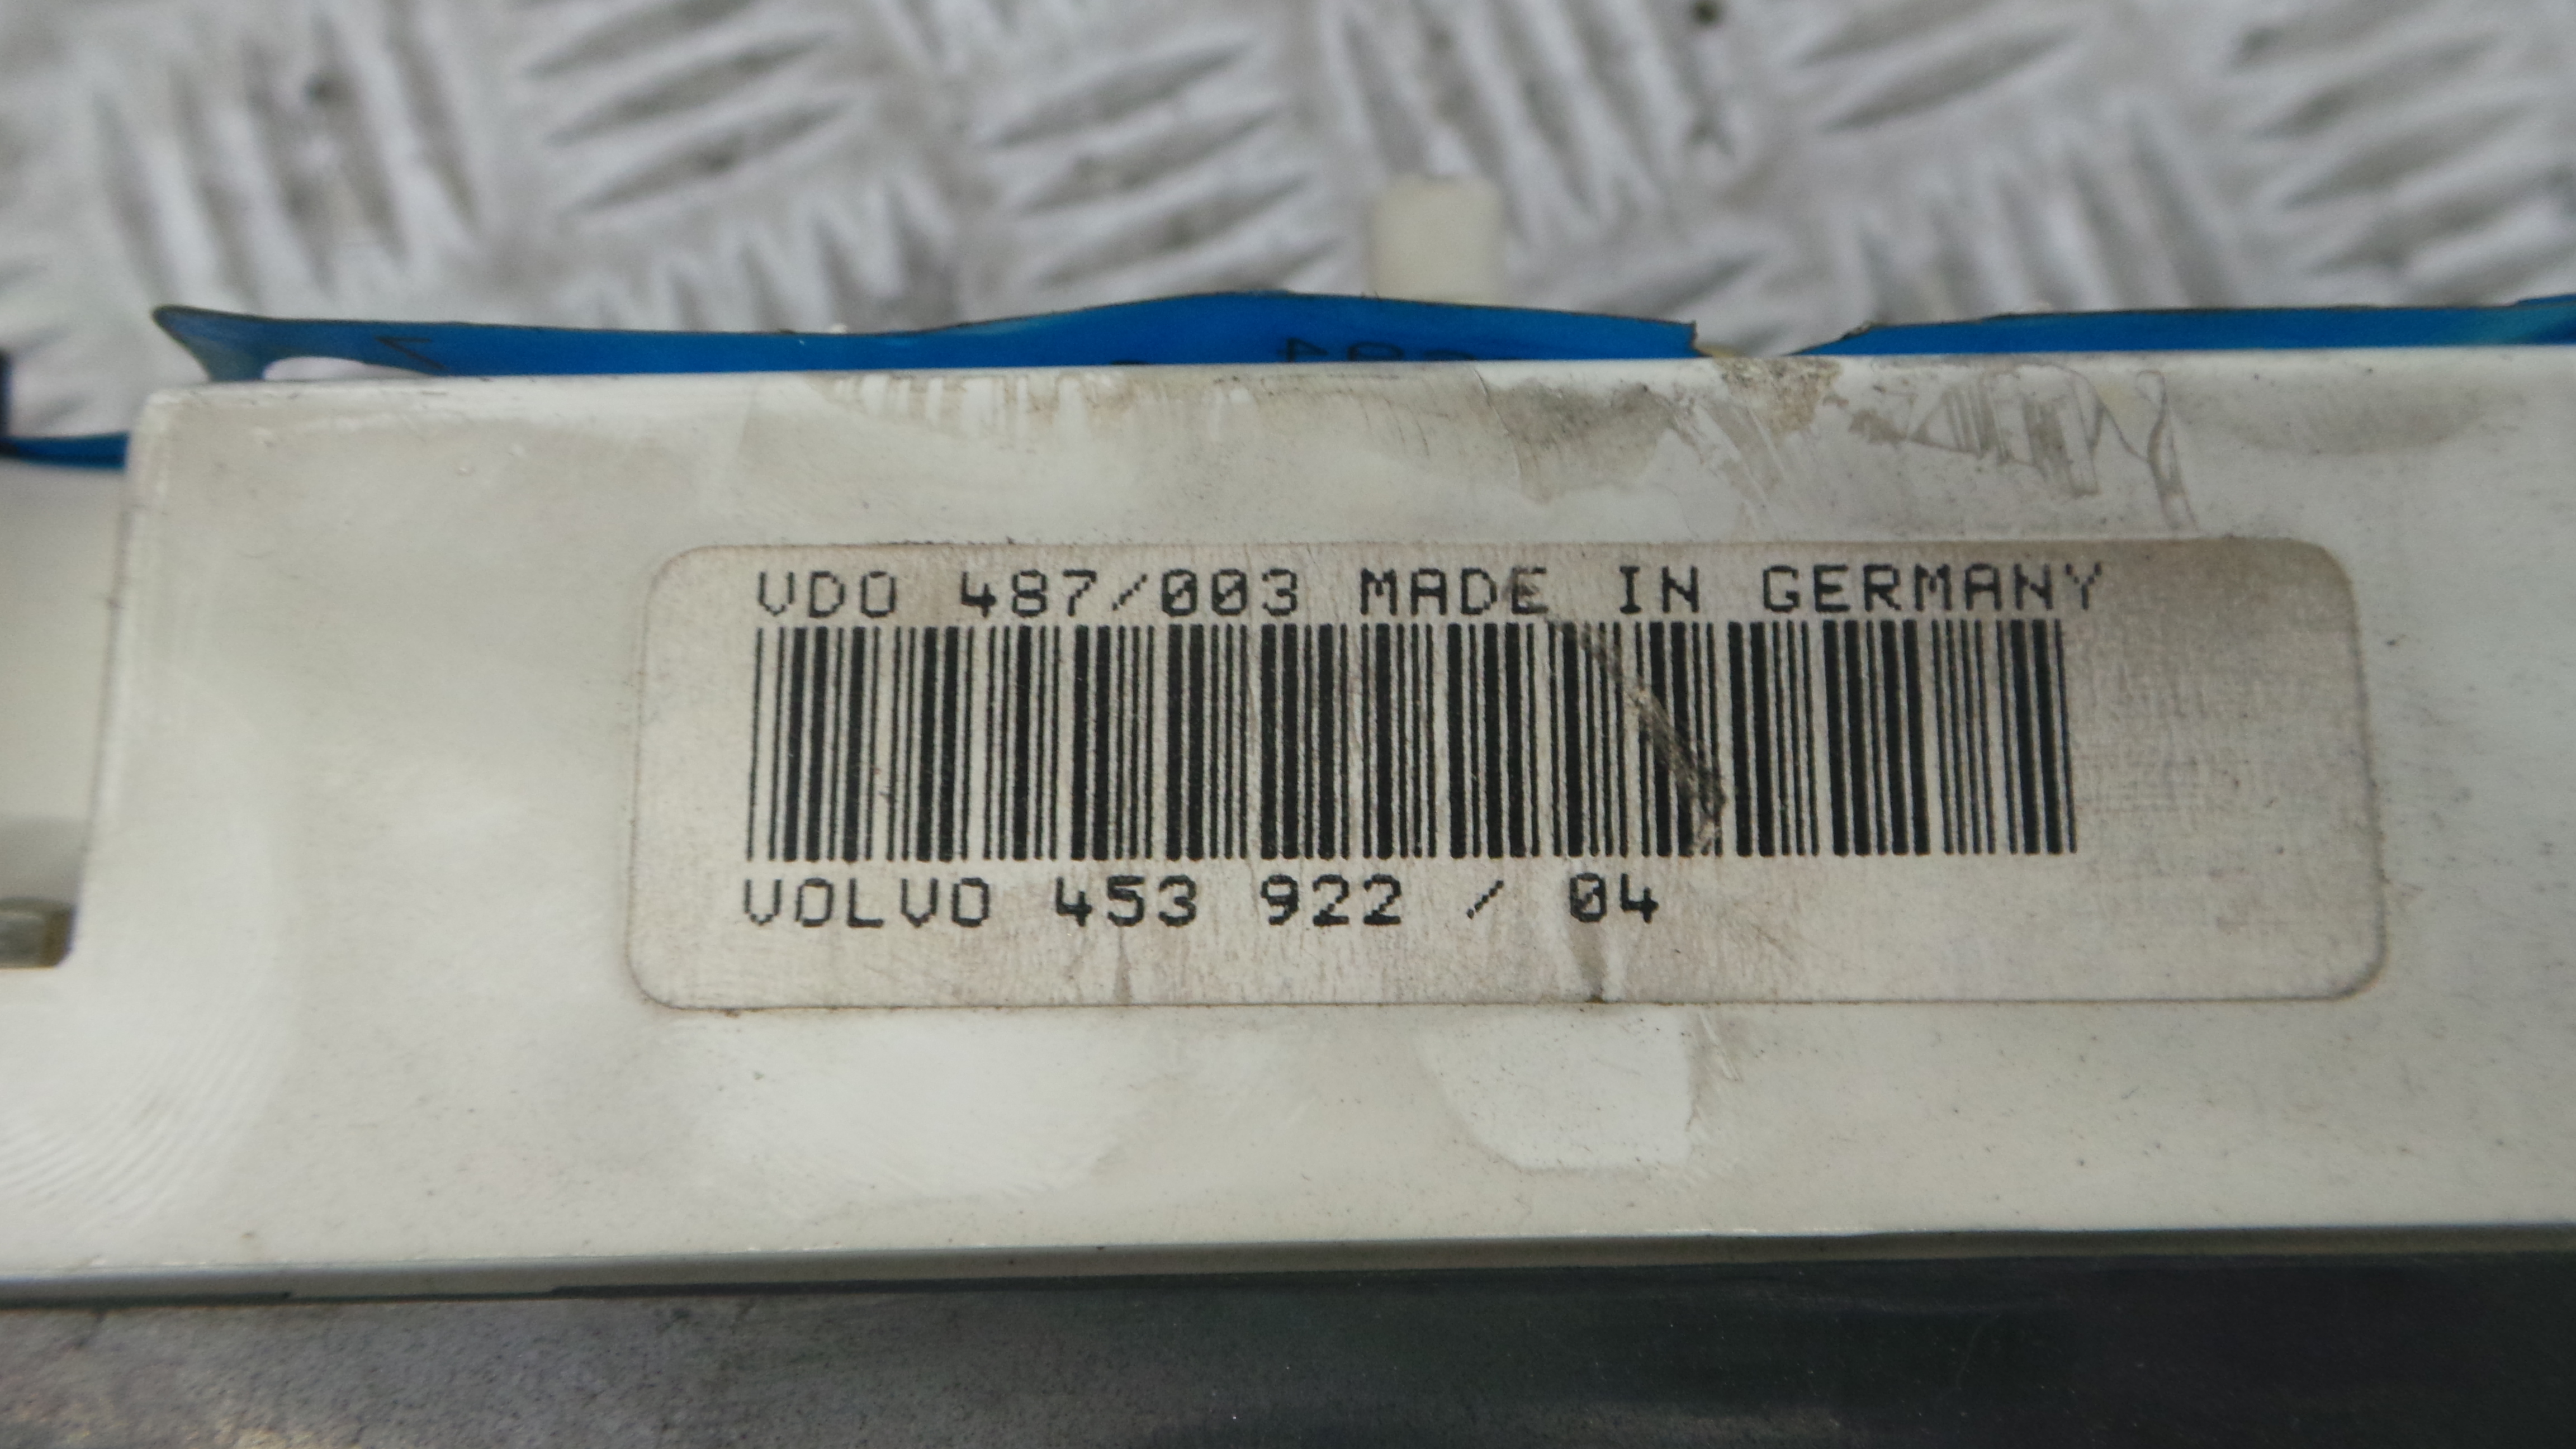 VDO 487/003 MADE IN GERMANY
VOLVO 453 922 / 04